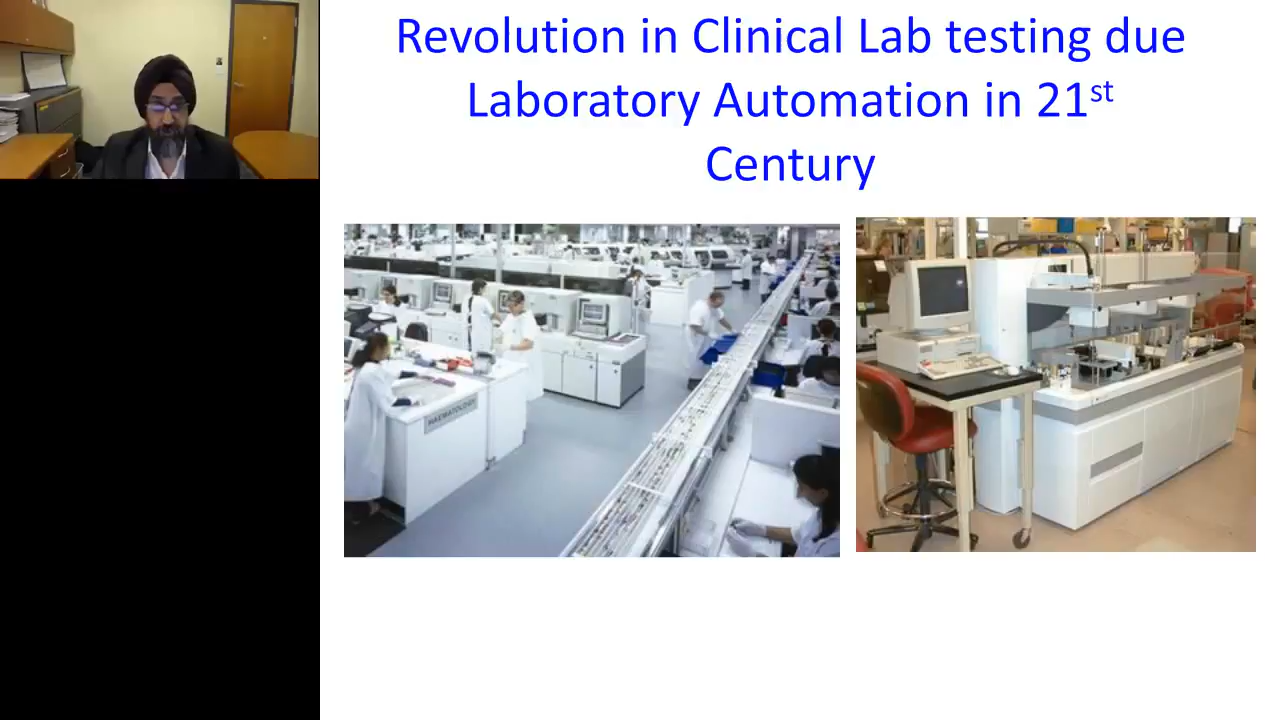 Revolution in Clinical Lab testing due
Laboratory Automation in 21st
Century
HAEMATOLOGY